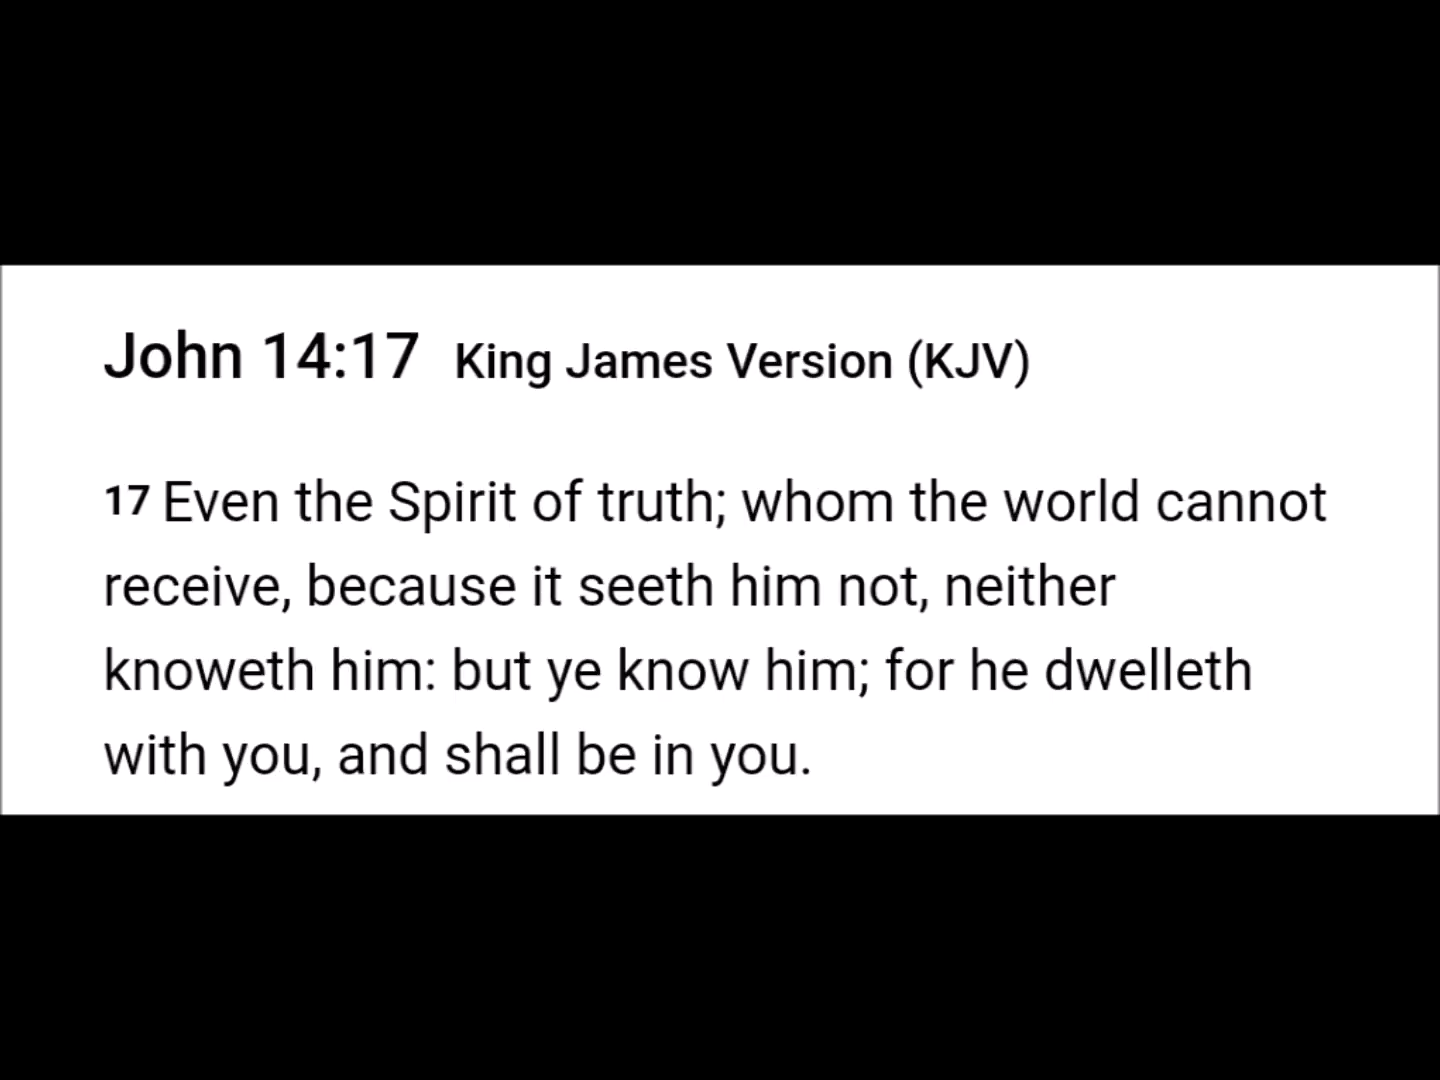 John 14:17 King James Version (KJV)
17 Even the Spirit of truth; whom the world cannot
receive, because it seeth him not, neither
knoweth him: but ye know him; for he dwelleth
with you, and shall be in you.